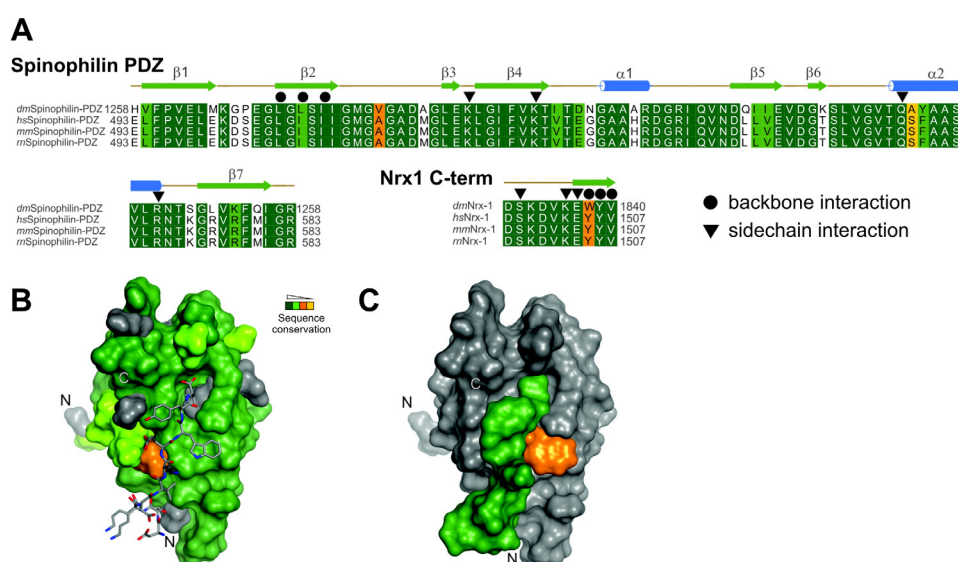 A
Spinophilin PDZ
β1 β2 β3 β4 α1 β5 β6 α2
dmSpinophilin-PDZ 1258 H V F P V E L M K G P E G L G L S I I G M G V G A D A G L E K L G I F V K T I T D N G A A A R D G R I Q V N D Q I I E V D G K S L V G V T Q A Y A A S
hsSpinophilin-PDZ 493 E L F P V E L E K D S E G L G I S I I G M G A G A D M G L E K L G I F V K T V T E G G A A H R D G R I Q V N D L L V E V D G T S L V G V T Q S F A A S
mmSpinophilin-PDZ 493 E L F P V E L E K D S E G L G I S I I G M G A G A D M G L E K L G I F V K T V T E G G A A H R D G R I Q V N D L L V E V D G T S L V G V T Q S F A A S
rnSpinophilin-PDZ 493 E L F P V E L E K D S E G L G I S I I G M G A G A D M G L E K L G I F V K T V T E G G A A H R D G R I Q V N D L L V E V D G T S L V G V T Q S F A A S
β7
dmSpinophilin-PDZ V L R N T S G L V K F Q I G R 1258
hsSpinophilin-PDZ V L R N T K G R V R F M I G R 583
mmSpinophilin-PDZ V L R N T K G R V R F M I G R 583
rnSpinophilin-PDZ V L R N T K G R V R F M I G R 583
Nrx1 C-term
dmNrx-1 D S K D V K E W Y V 1840
hsNrx-1 D S K D V K E Y Y V 1507
mmNrx-1 D S K D V K E Y Y V 1507
rnNrx-1 D S K D V K E Y Y V 1507
backbone interaction
sidechain interaction
B
Sequence
conservation
C
N
N
C
C
N
N